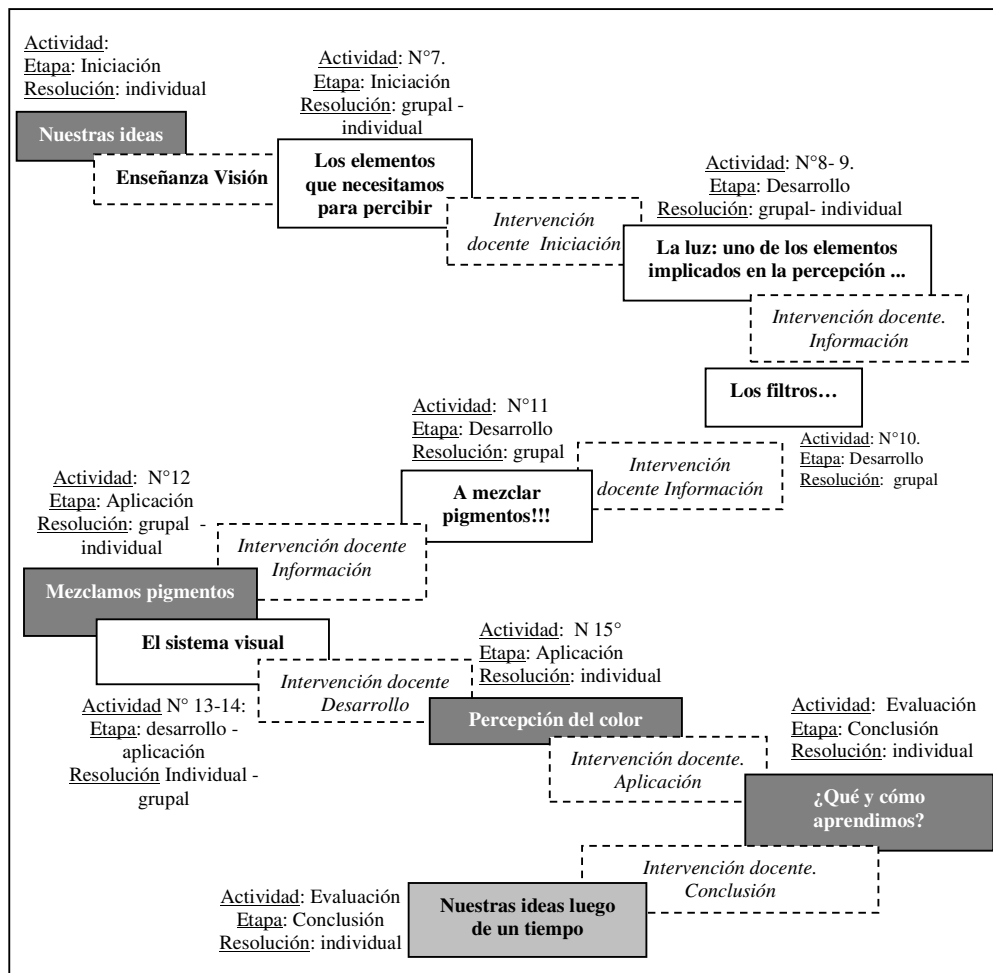 Actividad:
Etapa: Iniciación
Resolución: individual
Nuestras ideas
Enseñanza Visión
Actividad: N°7.
Etapa: Iniciación
Resolución: grupal -
individual
Los elementos
que necesitamos
para percibir
Intervención
docente Iniciación
Actividad: N°8- 9.
Etapa: Desarrollo
Resolución: grupal- individual
La luz: uno de los elementos
implicados en la percepción ...
Intervención docente.
Información
Los filtros…
Actividad: N°10.
Etapa: Desarrollo
Resolución: grupal
Intervención
docente Información
Actividad: N°11
Etapa: Desarrollo
Resolución: grupal
A mezclar
pigmentos!!!
Intervención docente
Información
Actividad: N°12
Etapa: Aplicación
Resolución: grupal -
individual
Mezclamos pigmentos
El sistema visual
Actividad N° 13-14:
Etapa: desarrollo -
aplicación
Resolución Individual -
grupal
Intervención docente
Desarrollo
Actividad: N 15°
Etapa: Aplicación
Resolución: individual
Percepción del color
Intervención docente.
Aplicación
Actividad: Evaluación
Etapa: Conclusión
Resolución: individual
¿Qué y cómo
aprendimos?
Intervención docente.
Conclusión
Actividad: Evaluación
Etapa: Conclusión
Resolución: individual
Nuestras ideas luego
de un tiempo